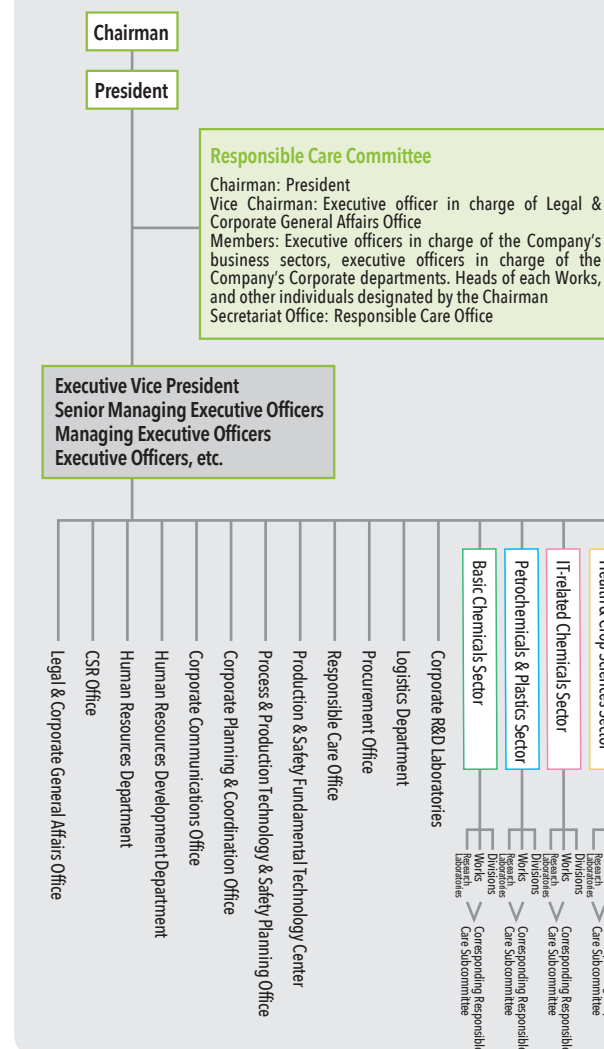 Chairman
President
Responsible Care Committee
Chairman: President
Vice Chairman: Executive officer in charge of Legal &
Corporate General Affairs Office
Members: Executive officers in charge of the Company's
business sectors, executive officers in charge of the
Company's Corporate departments. Heads of each Works,
and other individuals designated by the Chairman
Secretariat Office: Responsible Care Office
Executive Vice President
Senior Managing Executive Officers
Managing Executive Officers
Executive Officers, etc.
Legal & Corporate General Affairs Office
CSR Office
Human Resources Department
Human Resources Development Department
Corporate Communications Office
Corporate Planning & Coordination Office
Process & Production Technology & Safety Planning Office
Production & Safety Fundamental Technology Center
Responsible Care Office
Procurement Office
Logistics Department
Corporate R&D Laboratories
Basic Chemicals Sector
Divisions
Works
Research
Laboratories
Corresponding Responsible
Care Subcommittee
Petrochemicals & Plastics Sector
Divisions
Works
Research
Laboratories
Corresponding Responsible
Care Subcommittee
IT-related Chemicals Sector
Divisions
Works
Research
Laboratories
Corresponding Responsible
Care Subcommittee
Health & Crop Sciences Sector
Research
Laboratories
Care Subcommittee